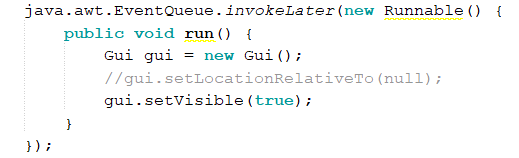 java.awt.EventQueue.invokeLater(new Runnable() {
    public void run() {
        Gui gui = new Gui();
        //gui.setLocationRelativeTo(null);
        gui.setVisible(true);
    }
});